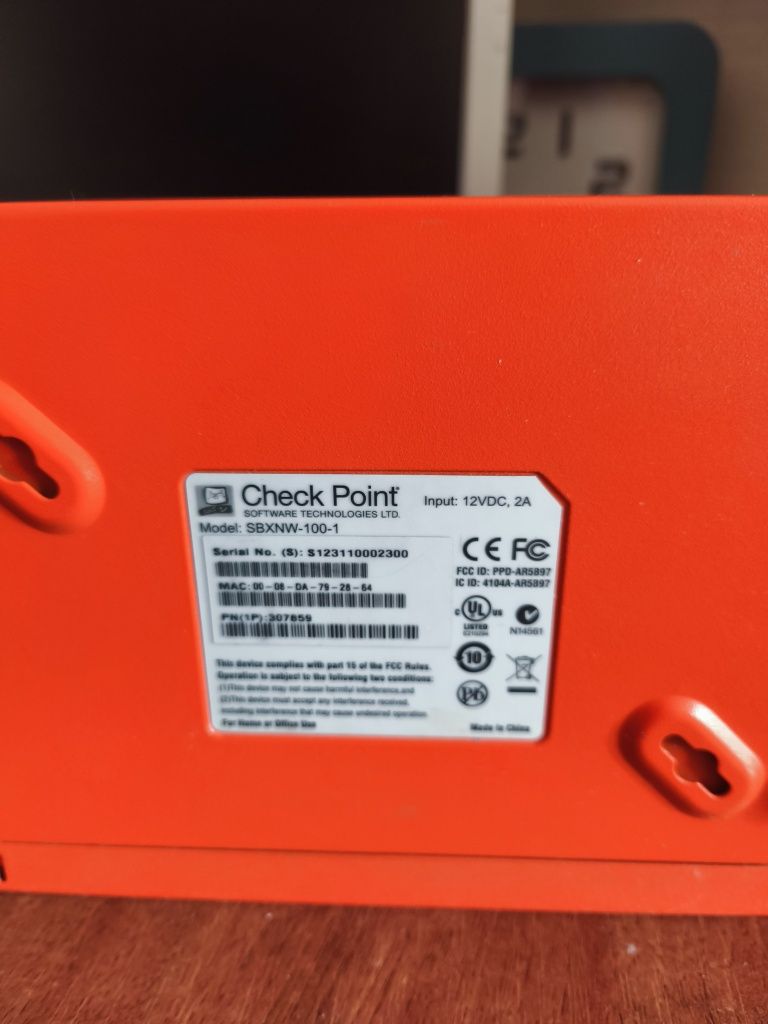 Check Point
SOFTWARE TECHNOLOGIES LTD.
Input: 12VDC, 2A
Model: SBXNW-100-1
Serial No. (S): S123110002300
MAC: 00-08-DA-79-28-64
PN(1P):307859
CE FC
FCC ID: PPD-AR5B97
IC ID: 4104A-AR5B97
c UL us
LISTED
N14561
10
This device complies with part 15 of the FCC Rules.
Operation is subject to the following two conditions:
(1)This device may not cause harmful interference,and
(2)This device must accept any interference received,
including interference that may cause undesired operation.
For Home or Office Use
Made in China